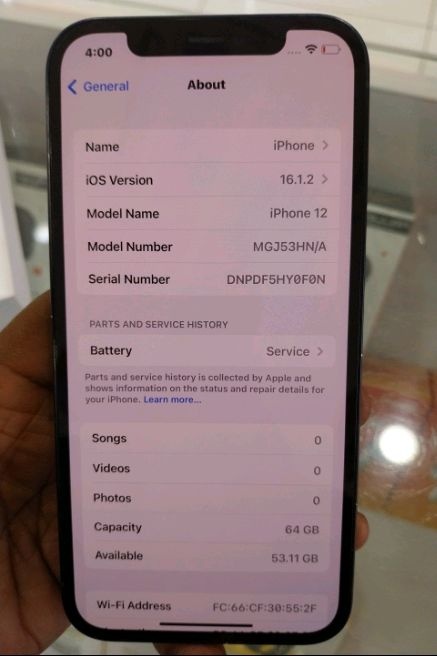 4:00
General
About
Name iPhone
iOS Version 16.1.2
Model Name iPhone 12
Model Number MGJ53HN/A
Serial Number DNPDF5HY0F0N
PARTS AND SERVICE HISTORY
Battery Service
Parts and service history is collected by Apple and
shows information on the status and repair details for
your iPhone. Learn more...
Songs 0
Videos 0
Photos 0
Capacity 64 GB
Available 53.11 GB
Wi-Fi Address FC:66:CF:30:55:2F